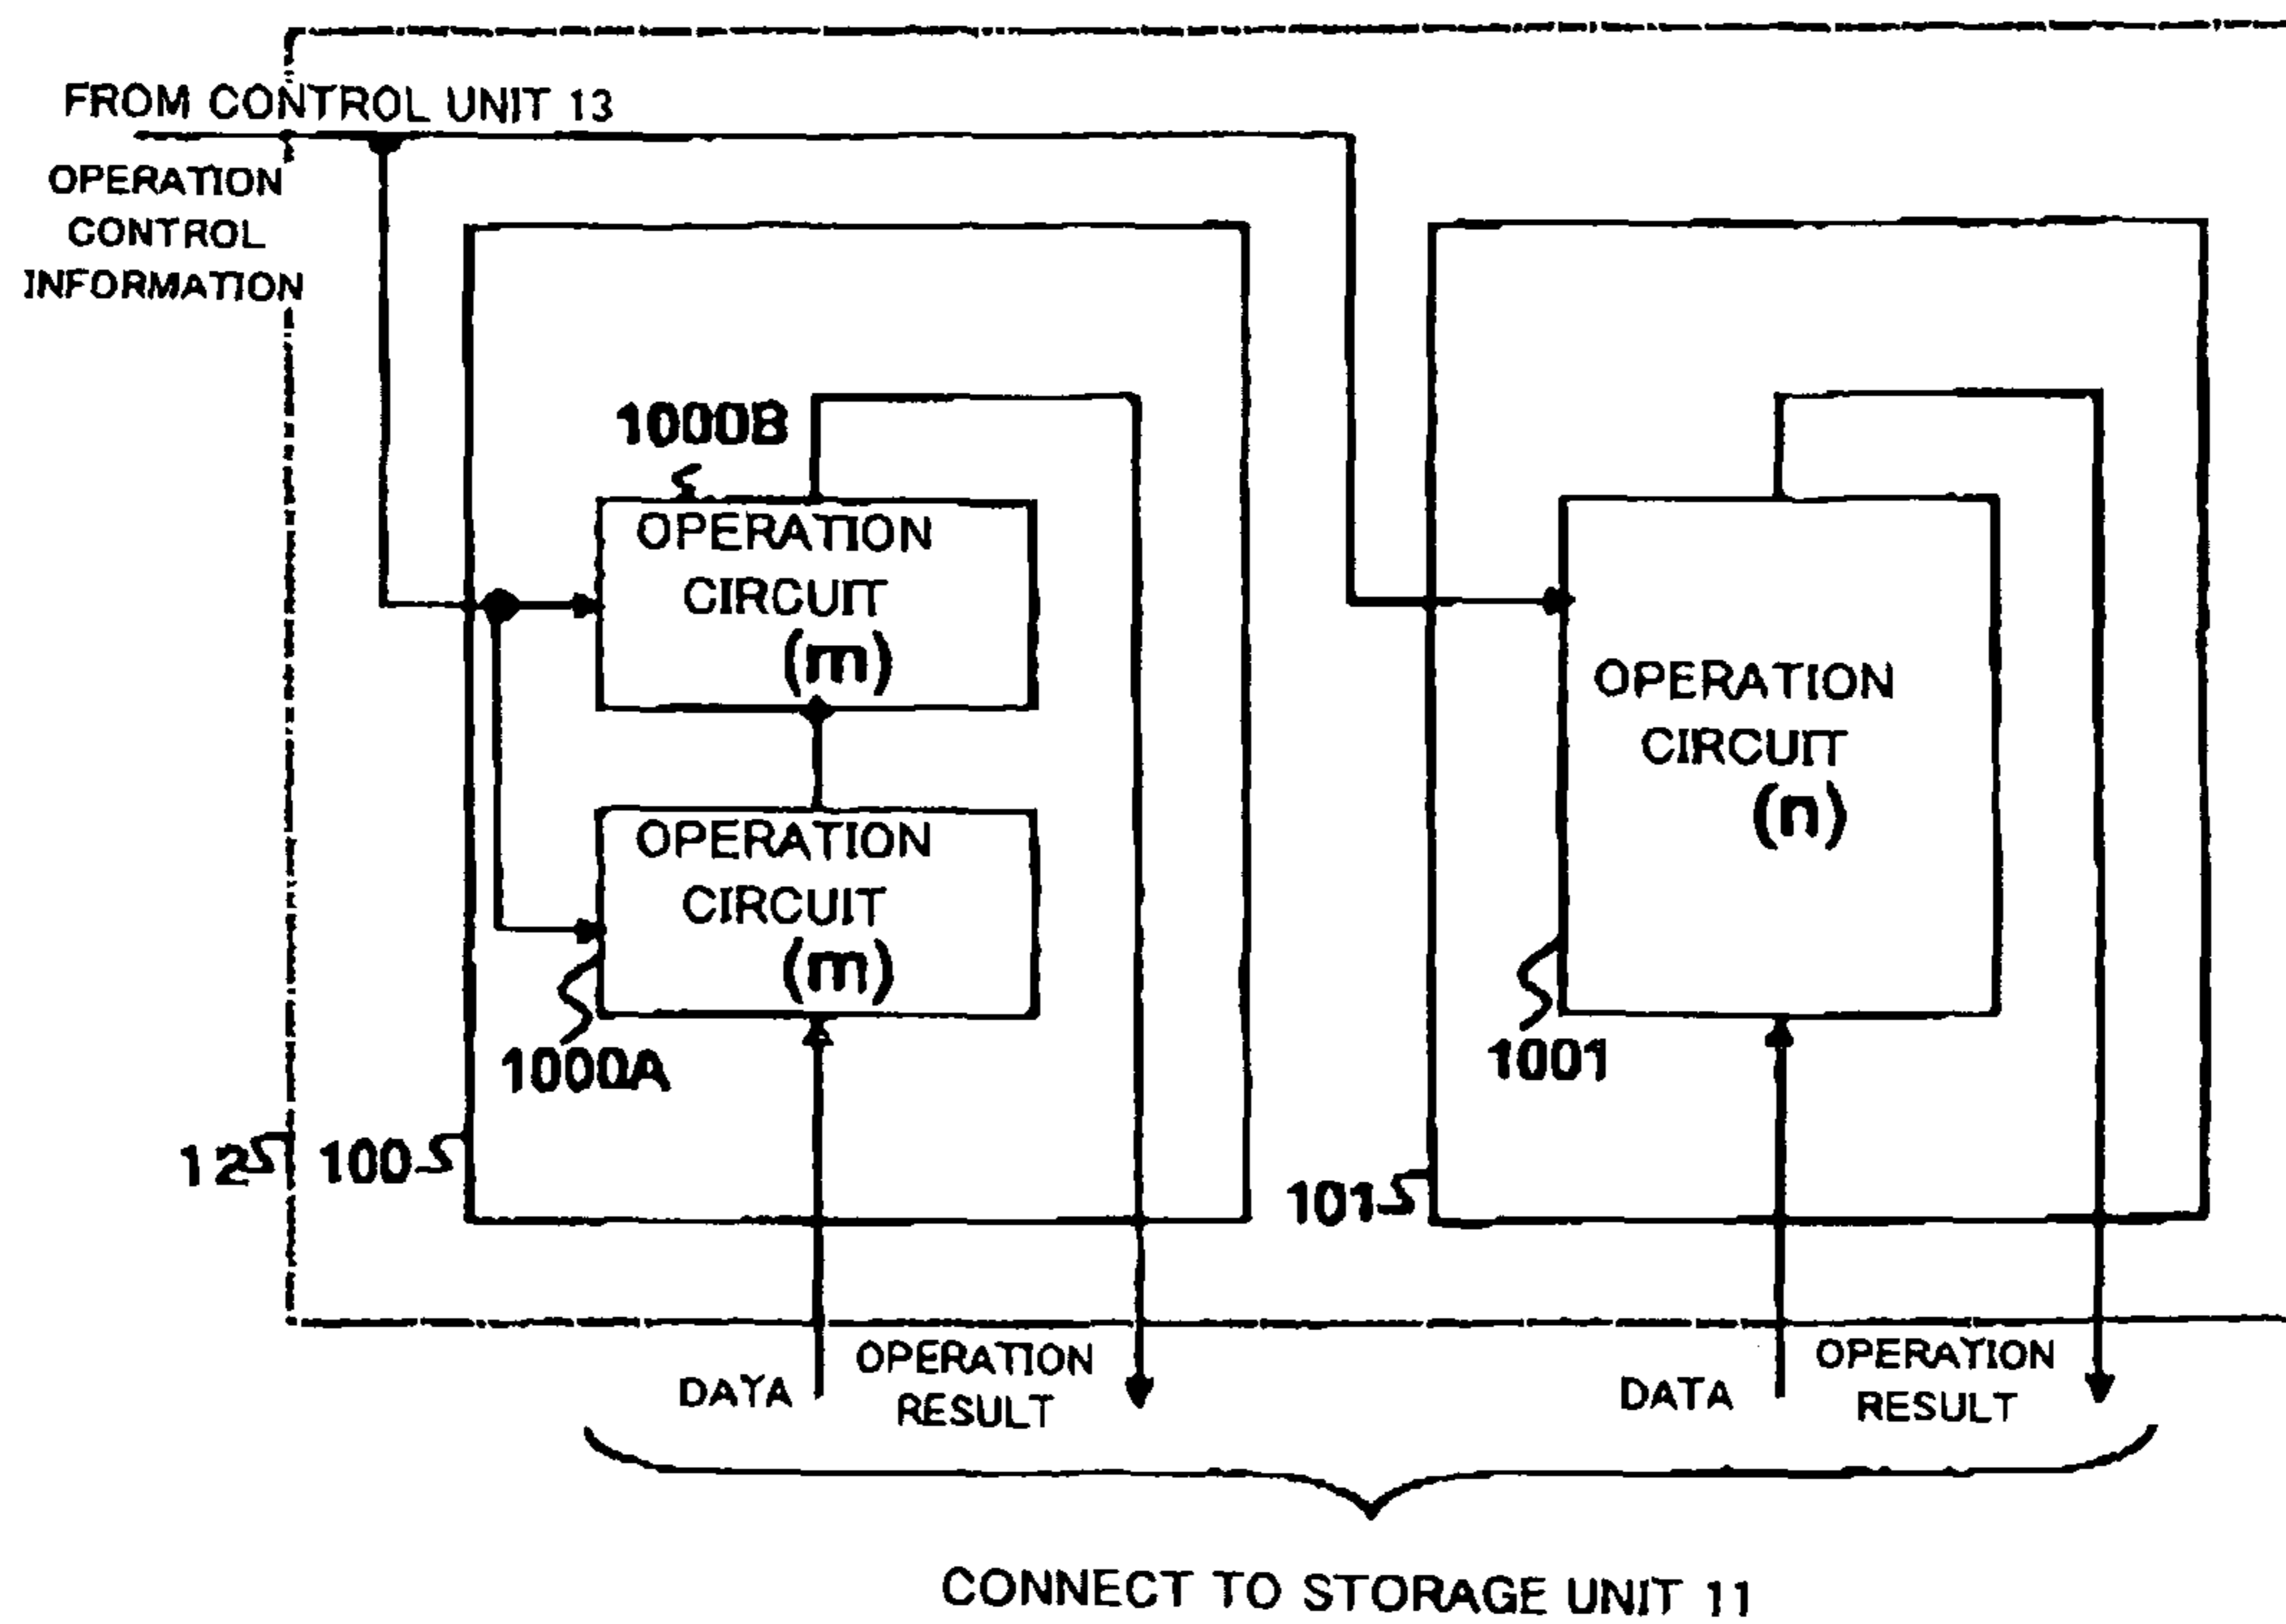 FROM CONTROL UNIT 13
OPERATION
CONTROL
INFORMATION
1000B
OPERATION
CIRCUIT
(m)
OPERATION
CIRCUIT
(m)
1000A
OPERATION
CIRCUIT
(n)
1001
12
100
101
DATA
OPERATION
RESULT
DATA
OPERATION
RESULT
CONNECT TO STORAGE UNIT 11